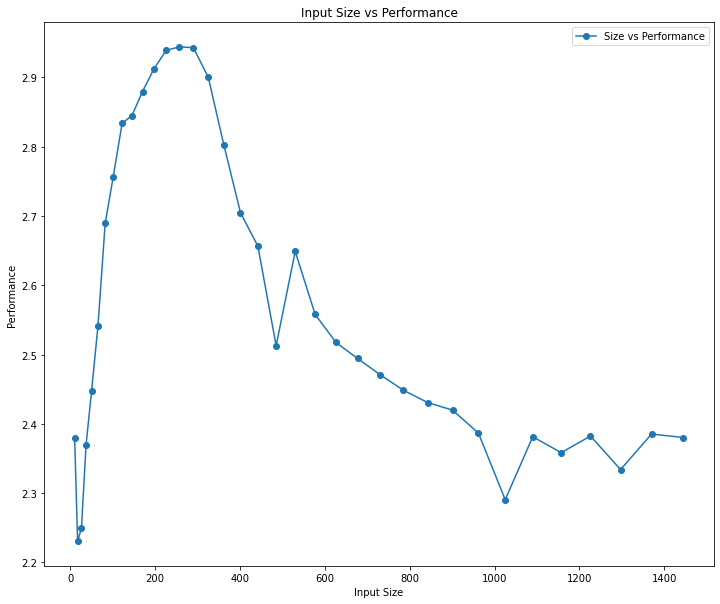 Input Size vs Performance
Size vs Performance
2.9
2.8
2.7
2.6
2.5
2.4
2.3
2.2
Performance
0 200 400 600 800 1000 1200 1400
Input Size